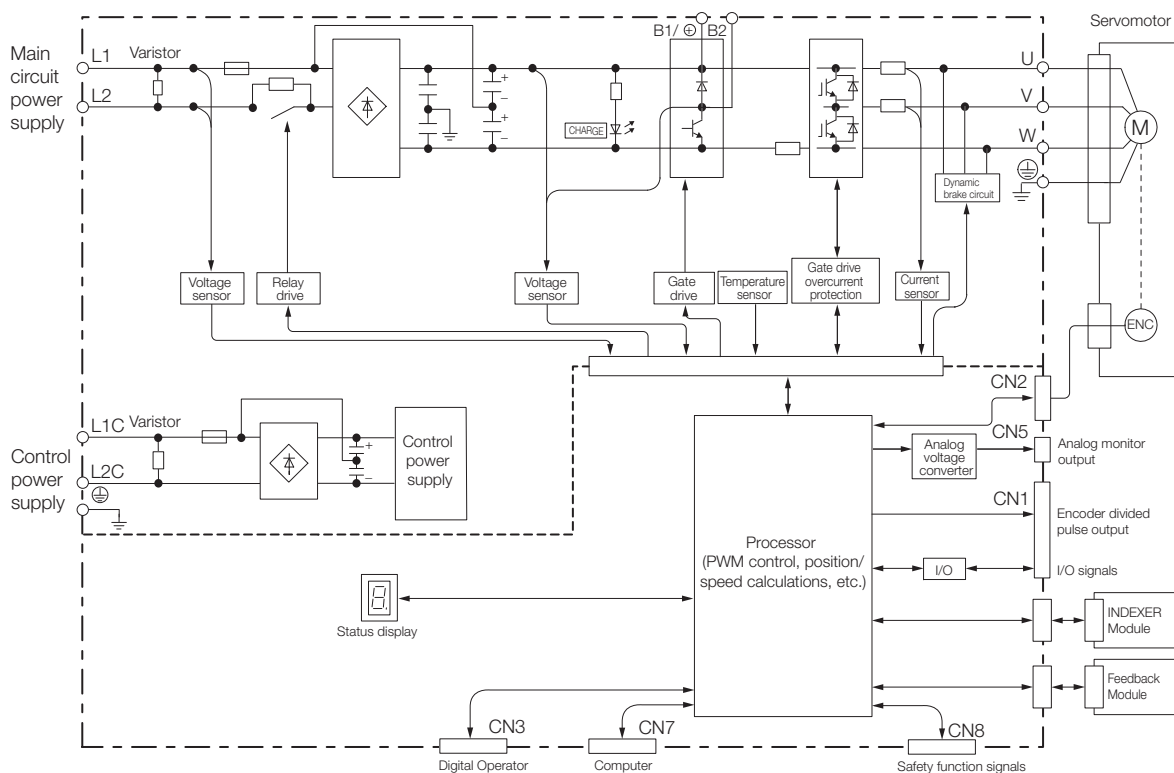 Main
circuit
power
supply
L1
Varistor
L2
+
–
+
–
CHARGE
B1/ ⊕
B2
U
V
W
Servomotor
M
Dynamic
brake circuit
Voltage
sensor
Relay
drive
Voltage
sensor
Gate
drive
Temperature
sensor
Gate drive
overcurrent
protection
Current
sensor
ENC
Control
power
supply
L1C
Varistor
L2C
+
–
Control
power
supply
CN2
CN5
Analog
voltage
converter
Analog monitor
output
CN1
Encoder divided
pulse output
Processor
(PWM control, position/
speed calculations, etc.)
I/O
I/O signals
8.
Status display
INDEXER
Module
Feedback
Module
CN3
Digital Operator
CN7
Computer
CN8
Safety function signals